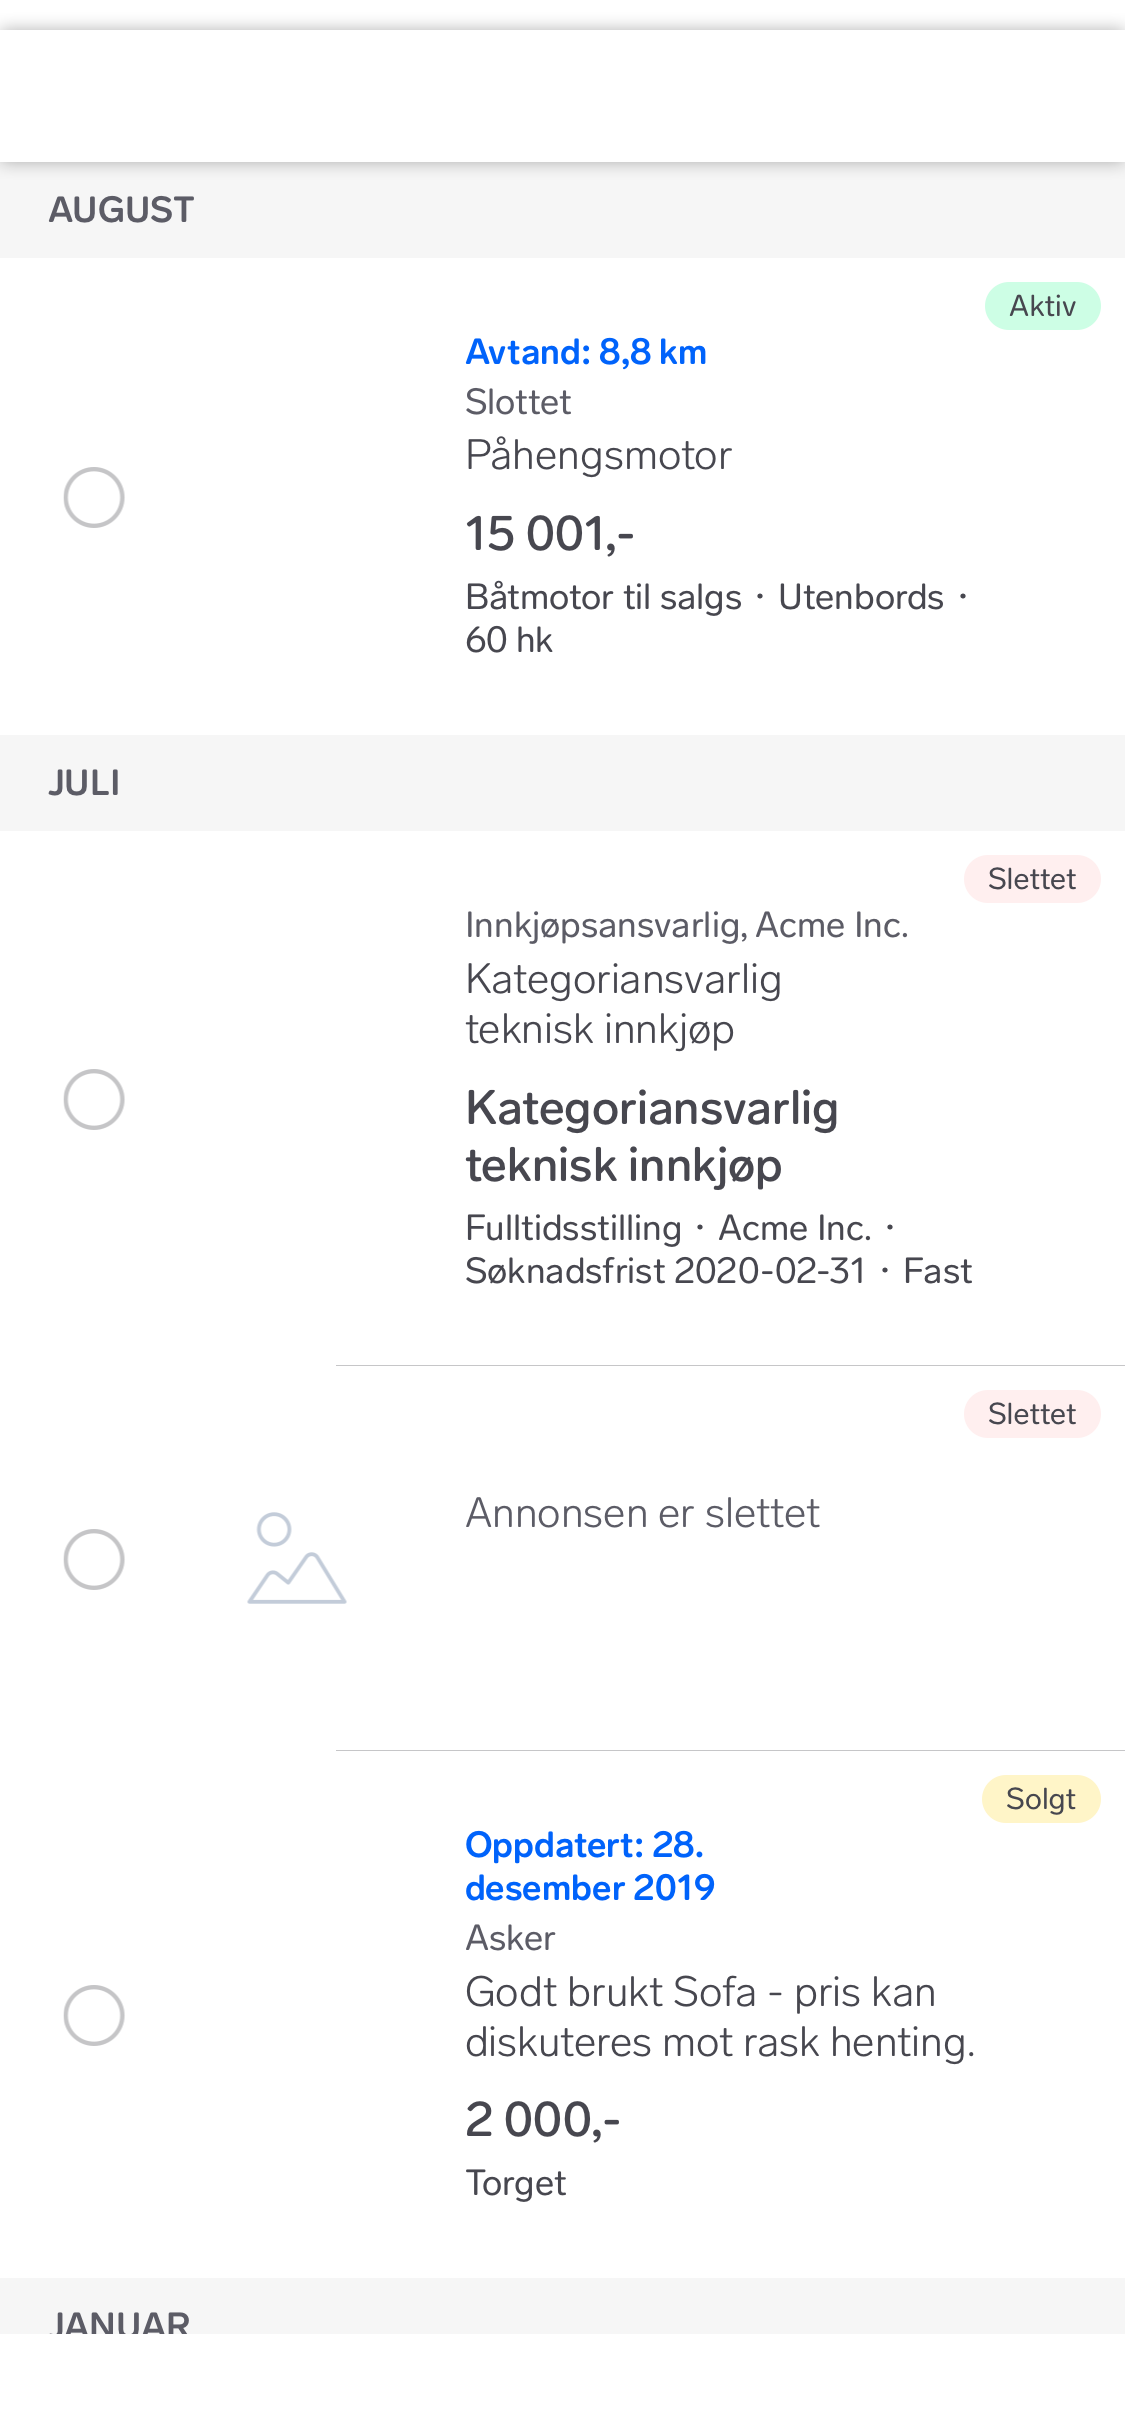 AUGUST
Aktiv
Avtand: 8,8 km
Slottet
Påhengsmotor
15 001,-
Båtmotor til salgs · Utenbords ·
60 hk
JULI
Slettet
Innkjøpsansvarlig, Acme Inc.
Kategoriansvarlig
teknisk innkjøp
Kategoriansvarlig
teknisk innkjøp
Fulltidsstilling · Acme Inc. ·
Søknadsfrist 2020-02-31 · Fast
Slettet
Annonsen er slettet
Solgt
Oppdatert: 28.
desember 2019
Asker
Godt brukt Sofa - pris kan
diskuteres mot rask henting.
2 000,-
Torget
JANUAR